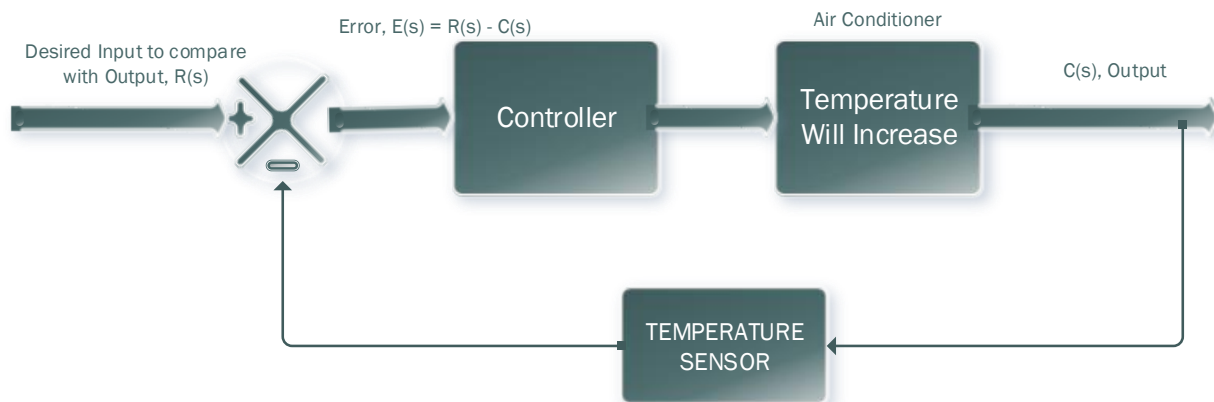 Desired Input to compare
with Output, R(s)
Error, E(s) = R(s) - C(s)
Controller
Air Conditioner
Temperature
Will Increase
C(s), Output
TEMPERATURE
SENSOR